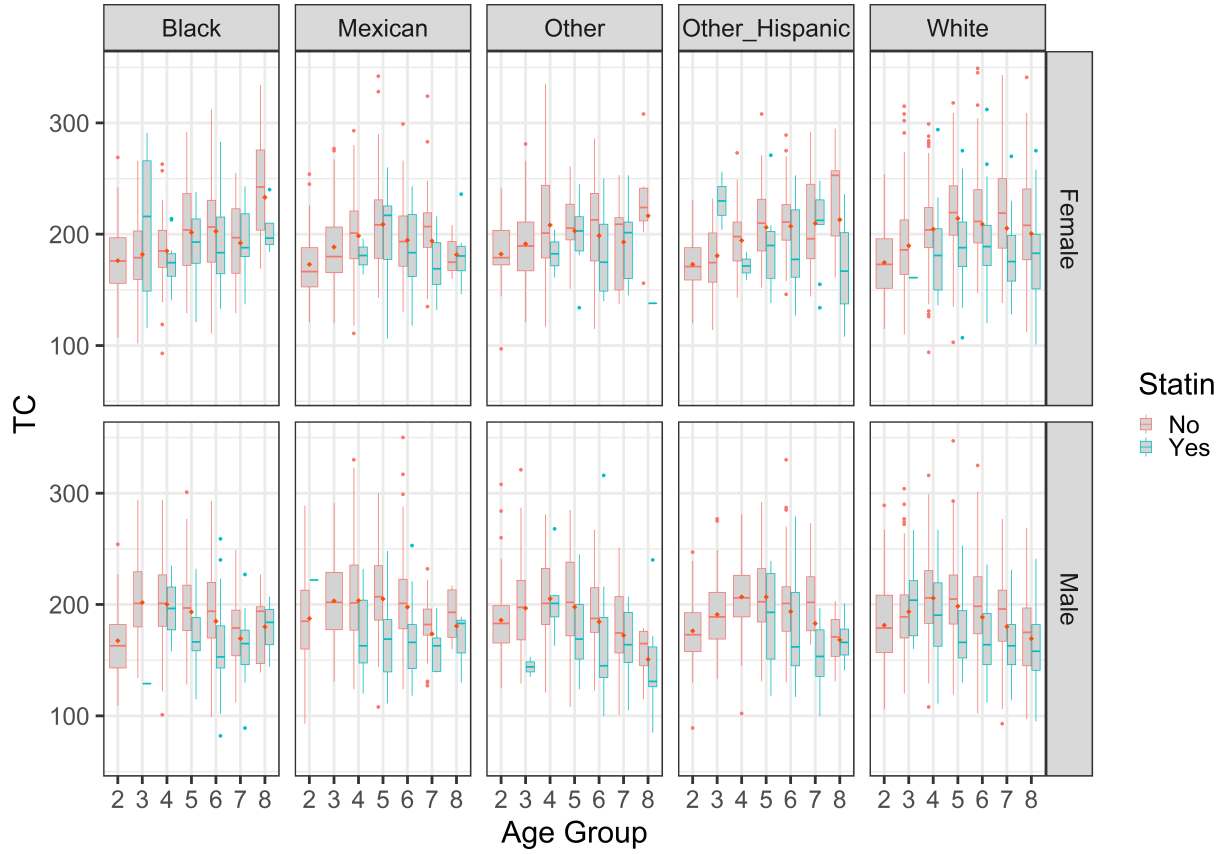 Black Mexican Other Other_Hispanic White
300
200
100
Female
300
200
100
Male
TC
2 3 4 5 6 7 8 2 3 4 5 6 7 8 2 3 4 5 6 7 8 2 3 4 5 6 7 8 2 3 4 5 6 7 8
Age Group
Statin
No
Yes